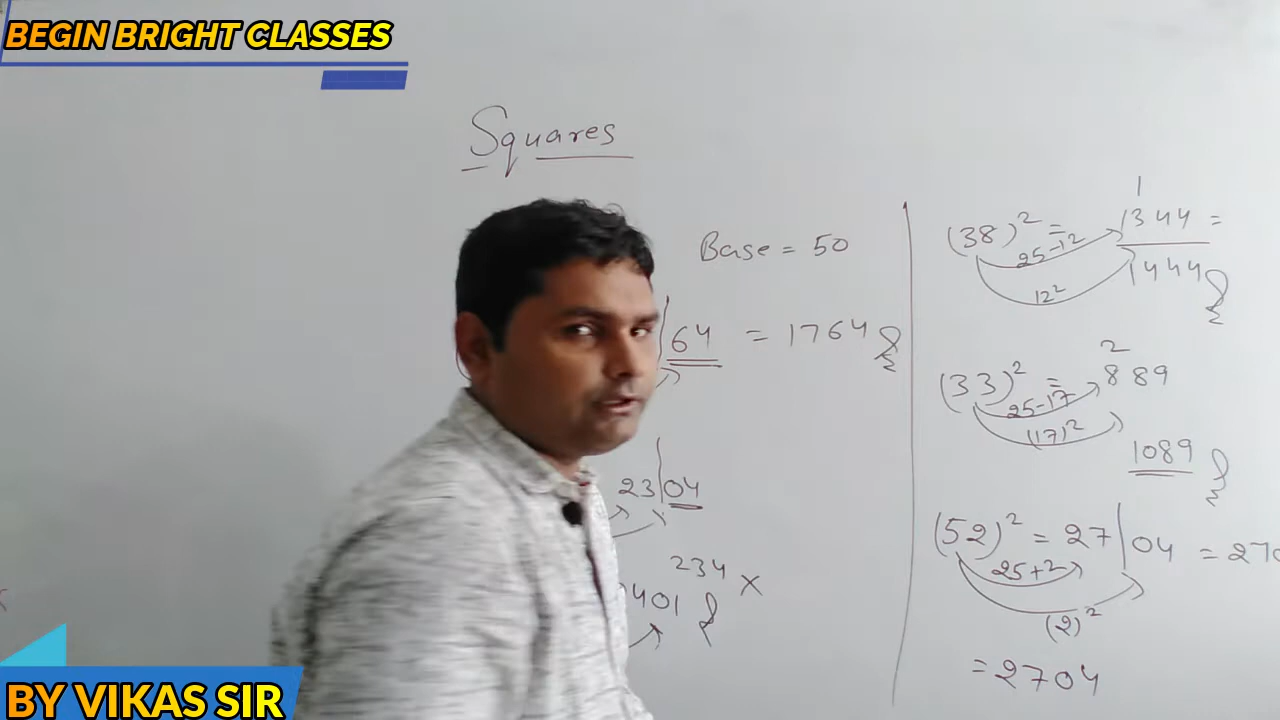 BEGIN BRIGHT CLASSES
Squares
Base = 50
64 = 1764
23|04
234 ×
401
(38)² = 1344 =
1
25-12
12²
1444
(33)² = 889
2
25-17
(17)²
1089
(52)² = 27|04 = 270
25+2
(2)²
= 2704
BY VIKAS SIR